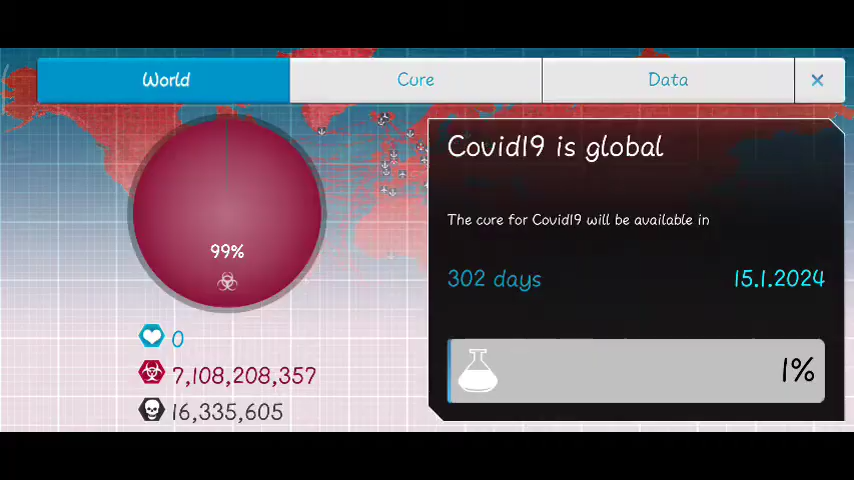 World
Cure
Data
×
Covid19 is global
The cure for Covid19 will be available in
302 days
15.1.2024
99%
0
7,108,208,357
16,335,605
1%